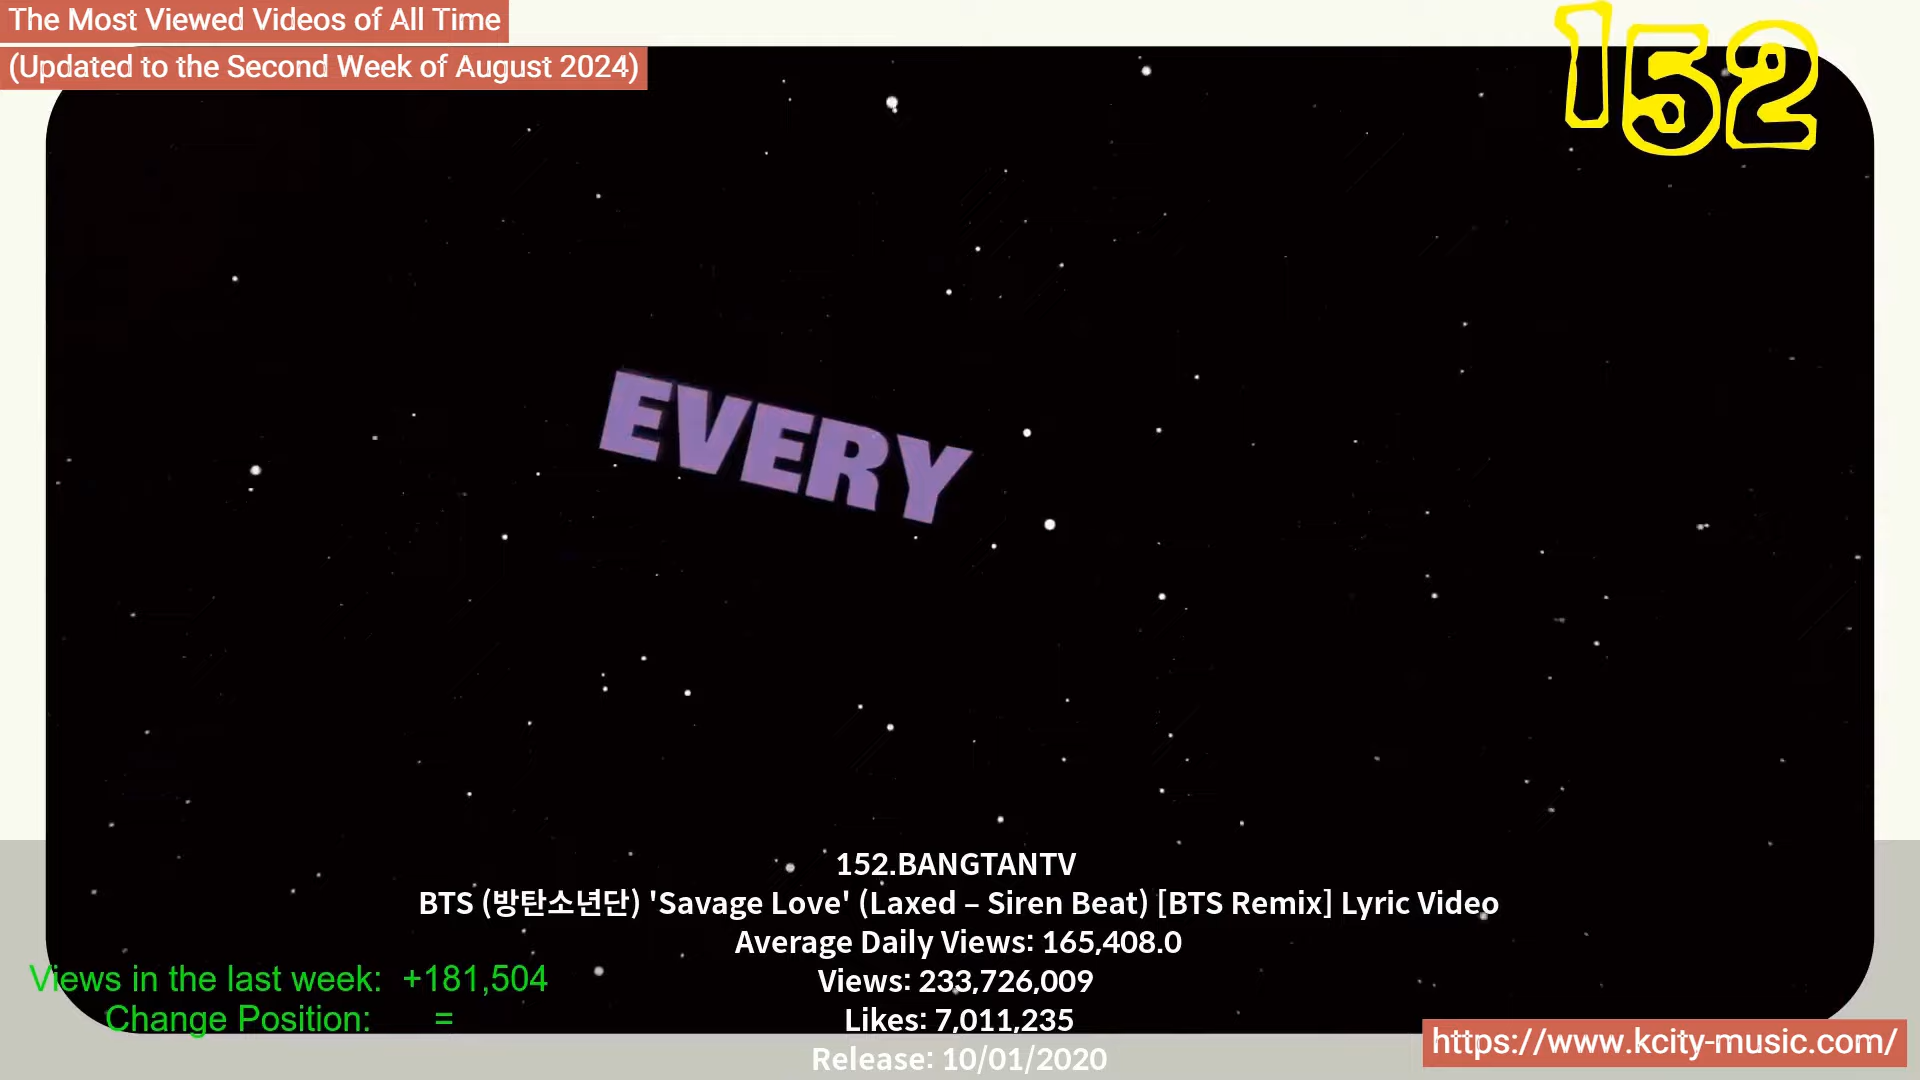 The Most Viewed Videos of All Time
(Updated to the Second Week of August 2024)
152
EVERY
152.BANGTANTV
BTS (방탄소년단) 'Savage Love' (Laxed – Siren Beat) [BTS Remix] Lyric Video
Average Daily Views: 165,408.0
Views: 233,726,009
Likes: 7,011,235
Release: 10/01/2020
Views in the last week: +181,504
Change Position: =
https://www.kcity-music.com/